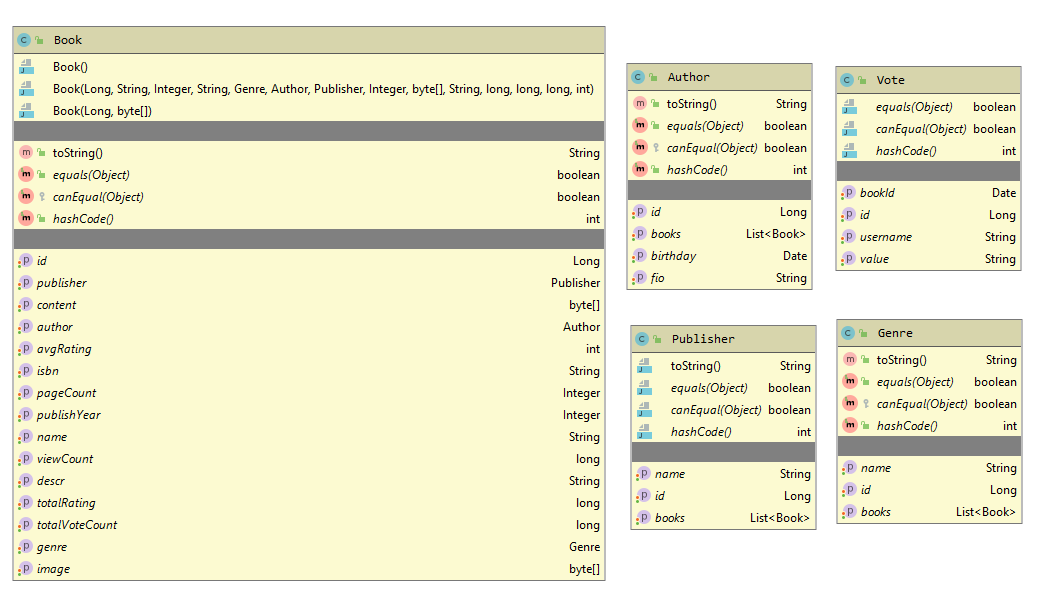 Book
Book()
Book(Long, String, Integer, String, Genre, Author, Publisher, Integer, byte[], String, long, long, long, int)
Book(Long, byte[])
toString() String
equals(Object) boolean
canEqual(Object) boolean
hashCode() int
id Long
publisher Publisher
content byte[]
author Author
avgRating int
isbn String
pageCount Integer
publishYear Integer
name String
viewCount long
descr String
totalRating long
totalVoteCount long
genre Genre
image byte[]
Author
toString() String
equals(Object) boolean
canEqual(Object) boolean
hashCode() int
id Long
books List<Book>
birthday Date
fio String
Vote
equals(Object) boolean
canEqual(Object) boolean
hashCode() int
bookId Date
id Long
username String
value String
Publisher
toString() String
equals(Object) boolean
canEqual(Object) boolean
hashCode() int
name String
id Long
books List<Book>
Genre
toString() String
equals(Object) boolean
canEqual(Object) boolean
hashCode() int
name String
id Long
books List<Book>